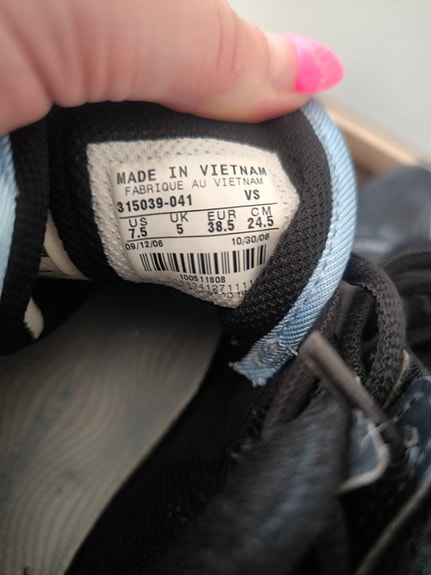 MADE IN VIETNAM
FABRIQUE AU VIETNAM
315039-041 VS
US UK EUR CM
7.5 5 38.5 24.5
09/12/06 10/30/06
100511808